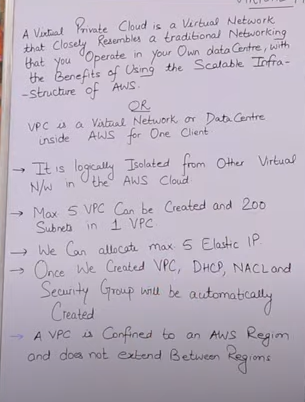 A Virtual Private Cloud is a Virtual Network
that Closely Resembles a traditional Networking
that you Operate in your Own data Centre, with
the Benefits of Using the Scalable Infra-
-Structure of AWS.
OR
VPC is a Virtual Network or Data Centre
inside AWS for One Client
→ It is logically Isolated from Other Virtual
N/w in the AWS Cloud.
→ Max 5 VPC Can be Created and 200
Subnets in 1 VPC
→ We Can allocate max 5 Elastic IP.
→ Once We Created VPC, DHCP, NACL and
Security Group will be automatically
Created.
→ A VPC is Confined to an AWS Region
and does not extend Between Regions